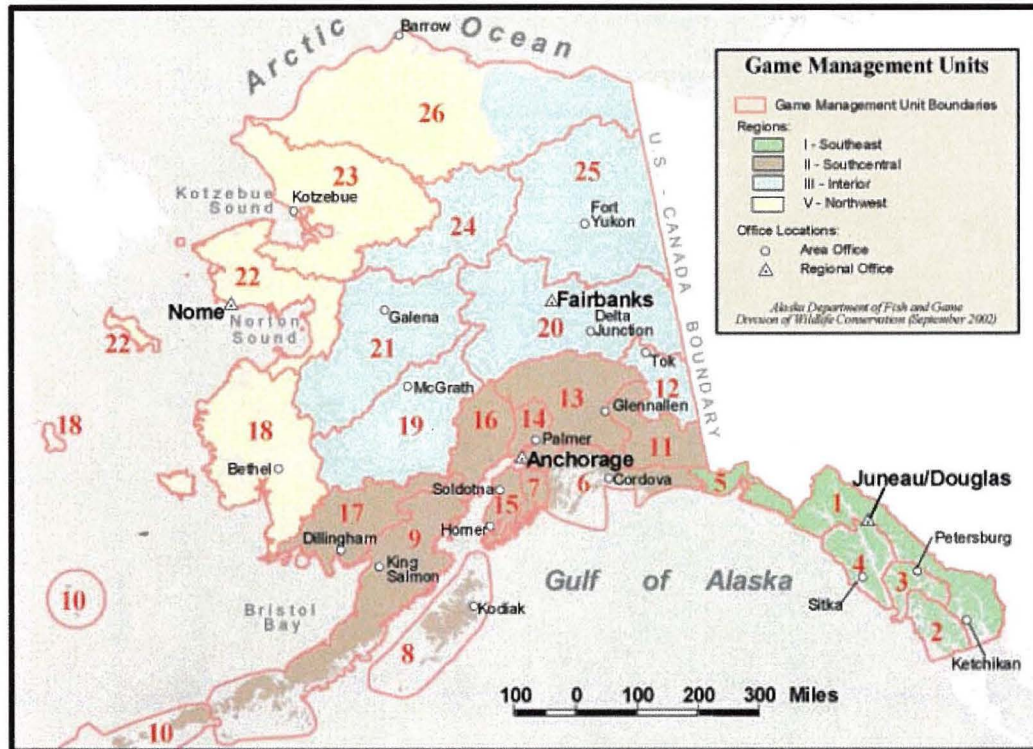 Arctic Ocean
Barrow
Game Management Units
Game Management Unit Boundaries
Regions:
I - Southeast
II - Southcentral
III - Interior
V - Northwest
Office Locations:
Area Office
Regional Office
Alaska Department of Fish and Game
Division of Wildlife Conservation (September 2002)
U.S. - CANADA BOUNDARY
26
25
23
Kotzebue
Sound
Kotzebue
Fort
Yukon
24
22
Nome
Norton
Sound
Galena
Fairbanks
Delta
Junction
20
21
22
Tok
McGrath
12
13
Glennallen
19
16
14
18
18
Palmer
11
Bethel
Anchorage
6
Cordova
5
Soldotna
7
15
17
9
Homer
Dillingham
King
Salmon
Juneau/Douglas
1
Petersburg
4
3
Sitka
2
Ketchikan
Gulf of Alaska
10
Bristol
Bay
Kodiak
8
10
100 0 100 200 300 Miles